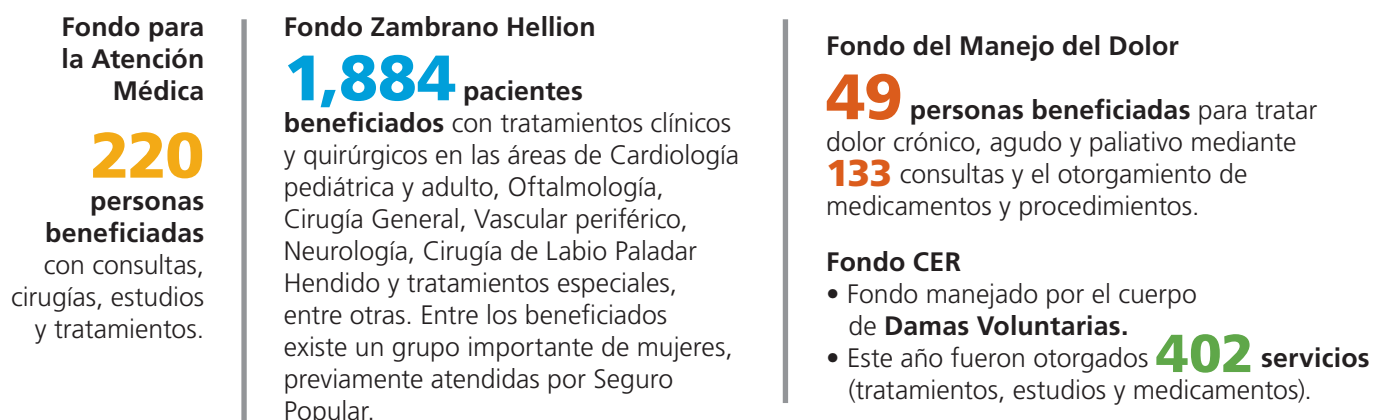 Fondo para
la Atención
Médica
220
personas
beneficiadas
con consultas,
cirugías, estudios
y tratamientos.
Fondo Zambrano Hellion
1,884 pacientes
beneficiados con tratamientos clínicos
y quirúrgicos en las áreas de Cardiología
pediátrica y adulto, Oftalmología,
Cirugía General, Vascular periférico,
Neurología, Cirugía de Labio Paladar
Hendido y tratamientos especiales,
entre otras. Entre los beneficiados
existe un grupo importante de mujeres,
previamente atendidas por Seguro
Popular.
Fondo del Manejo del Dolor
49 personas beneficiadas para tratar
dolor crónico, agudo y paliativo mediante
133 consultas y el otorgamiento de
medicamentos y procedimientos.
Fondo CER
• Fondo manejado por el cuerpo
de Damas Voluntarias.
• Este año fueron otorgados 402 servicios
(tratamientos, estudios y medicamentos).